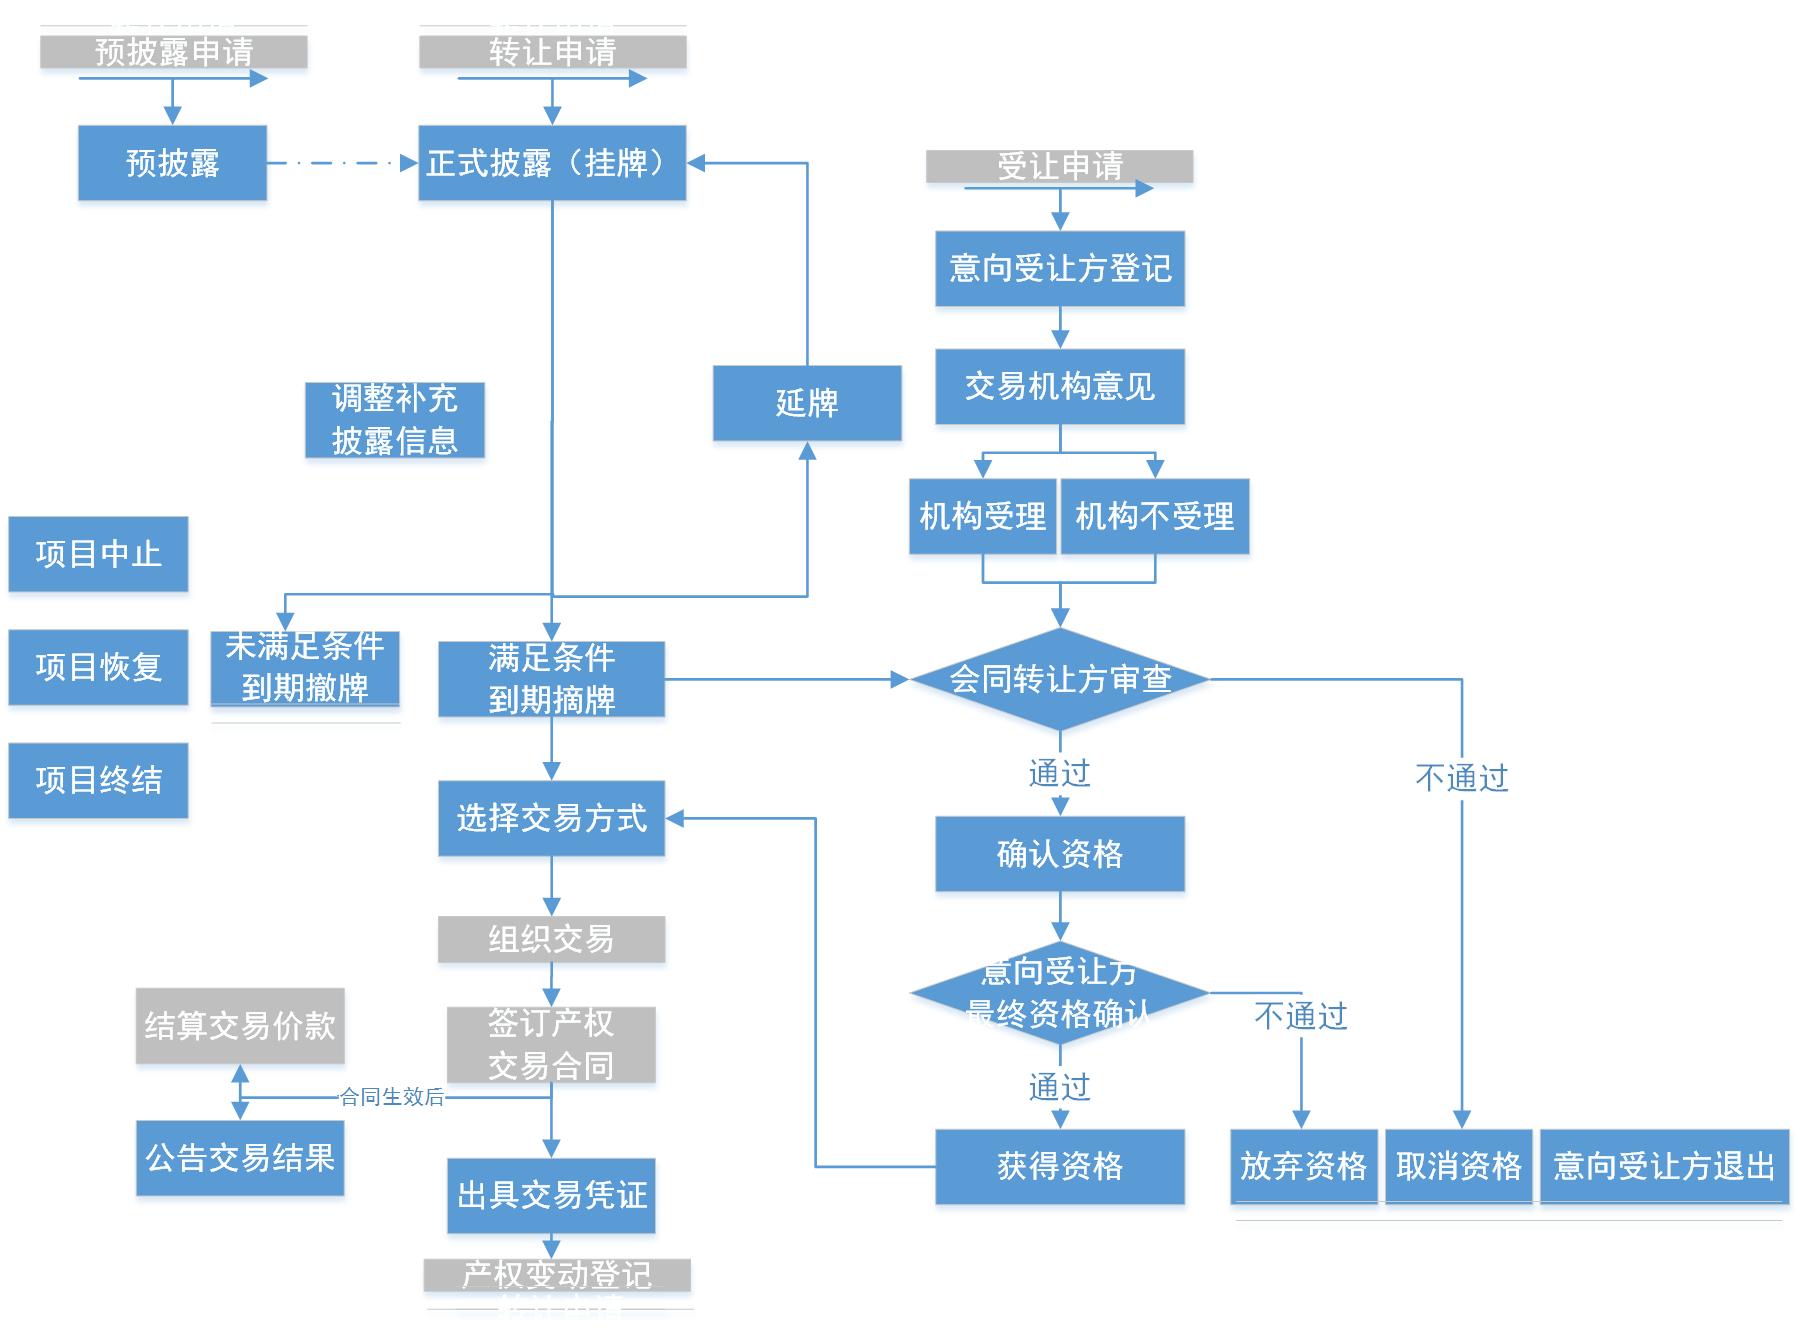 预披露申请
转让申请
预披露
正式披露（挂牌）
受让申请
意向受让方登记
交易机构意见
延牌
调整补充
披露信息
机构受理
机构不受理
项目中止
项目恢复
项目终结
未满足条件
到期撤牌
满足条件
到期摘牌
会同转让方审查
通过
不通过
选择交易方式
确认资格
组织交易
意向受让方
最终资格确认
不通过
结算交易价款
签订产权
交易合同
合同生效后
通过
公告交易结果
出具交易凭证
获得资格
放弃资格
取消资格
意向受让方退出
产权变动登记